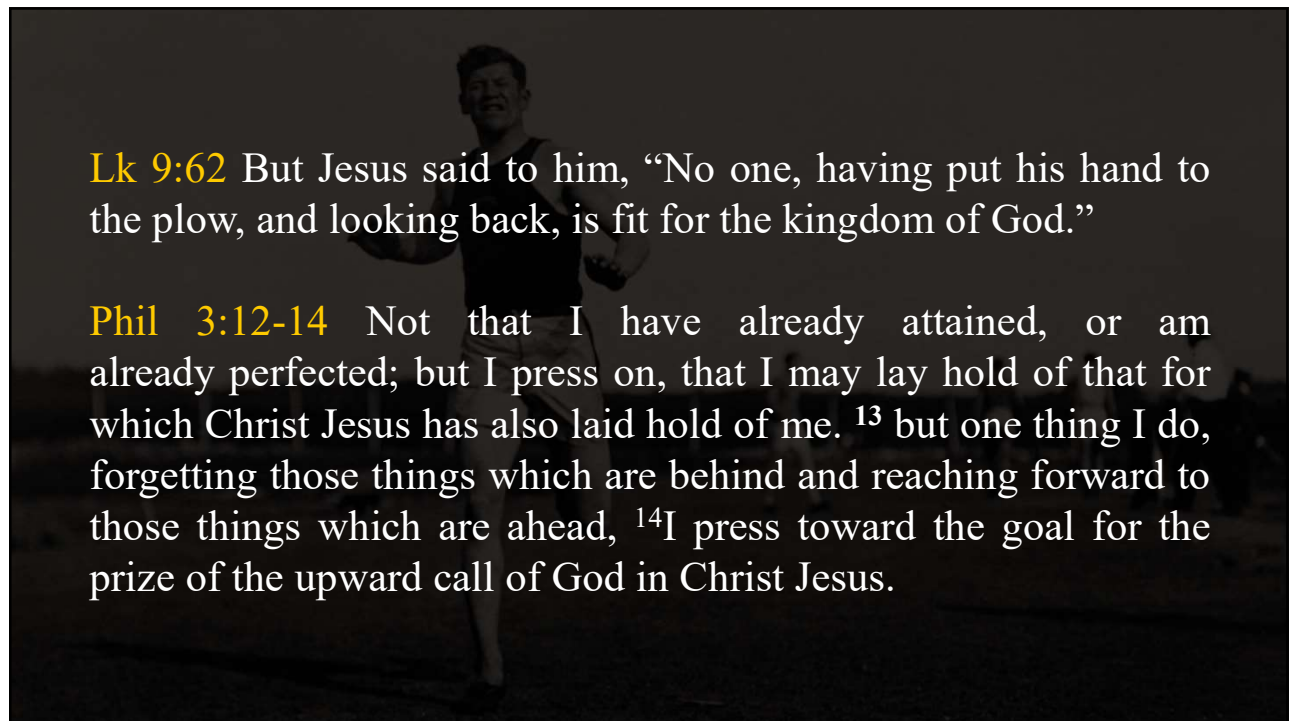 Lk 9:62 But Jesus said to him, “No one, having put his hand to
the plow, and looking back, is fit for the kingdom of God.”
Phil 3:12-14 Not that I have already attained, or am
already perfected; but I press on, that I may lay hold of that for
which Christ Jesus has also laid hold of me. 13 but one thing I do,
forgetting those things which are behind and reaching forward to
those things which are ahead, 14I press toward the goal for the
prize of the upward call of God in Christ Jesus.